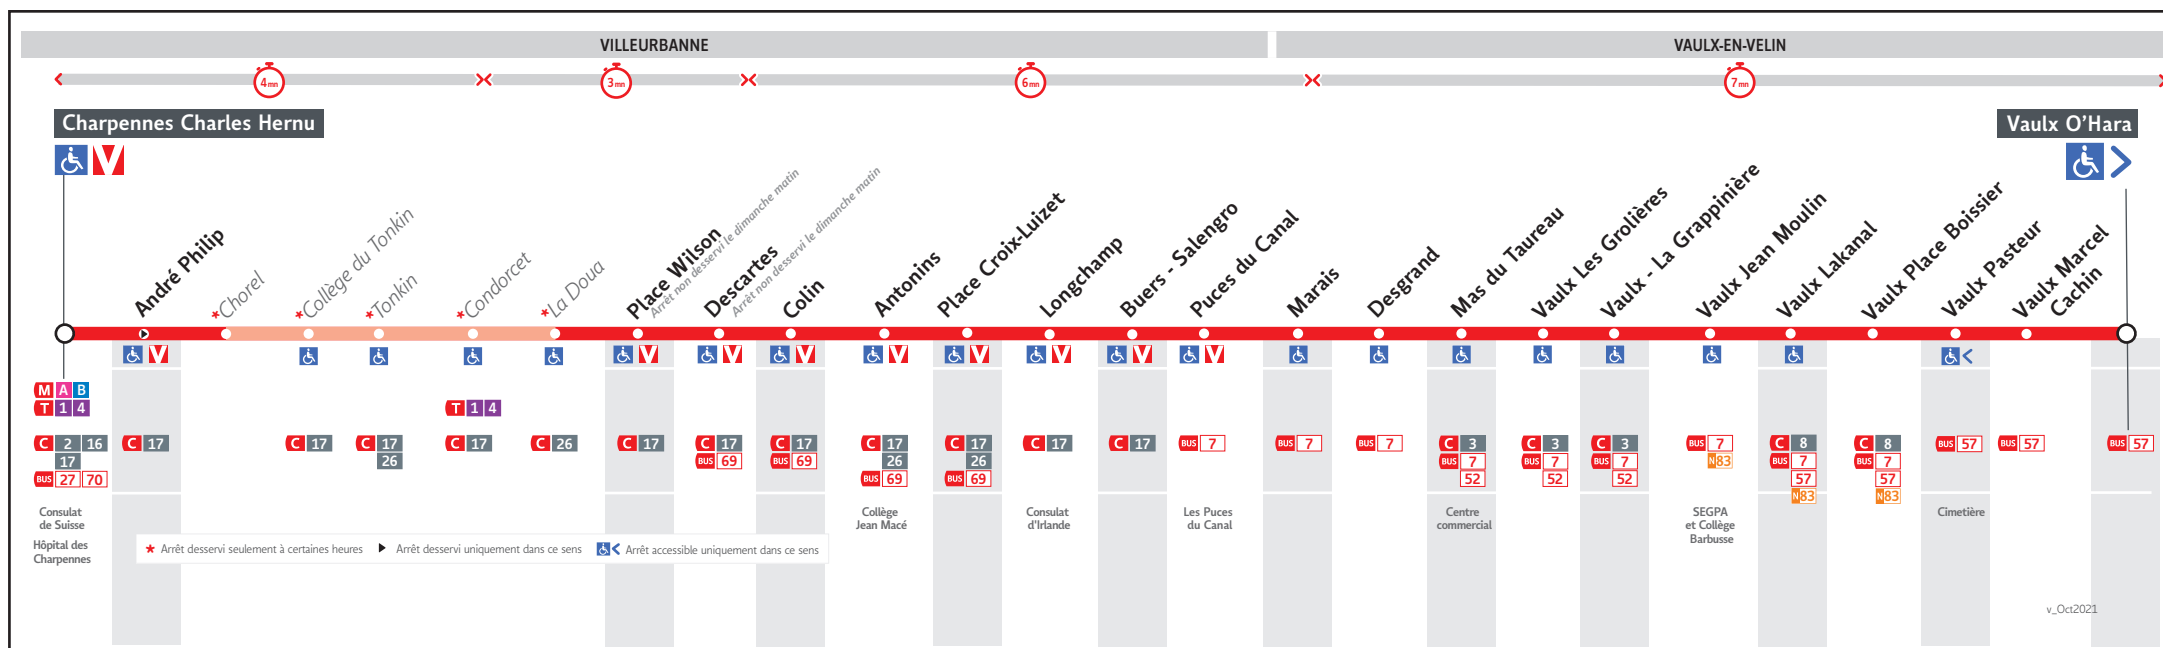 VILLEURBANNE
VAULX-EN-VELIN
4mn
3mn
6mn
7mn
Charpennes Charles Hernu
Vaulx O'Hara
V
André Philip
*Chorel
*Collège du Tonkin
*Tonkin
*Condorcet
*La Doua
Place Wilson
Arrêt non desservi le dimanche matin
Descartes
Arrêt non desservi le dimanche matin
Colin
Antonins
Place Croix-Luizet
Longchamp
Buers - Salengro
Puces du Canal
Marais
Desgrand
Mas du Taureau
Vaulx Les Grolières
Vaulx - La Grappinière
Vaulx Jean Moulin
Vaulx Lakanal
Vaulx Place Boissier
Vaulx Pasteur
Vaulx Marcel
Cachin
V
V
V
V
V
V
V
V
V
M A B
T 1 4
C 2 16
17
BUS 27 70
Consulat
de Suisse
Hôpital des
Charpennes
C 17
C 17
C 17
26
T 1 4
C 17
C 26
C 17
C 17
BUS 69
C 17
BUS 69
C 17
26
BUS 69
Collège
Jean Macé
C 17
26
BUS 69
C 17
Consulat
d'Irlande
C 17
BUS 7
Les Puces
du Canal
BUS 7
BUS 7
C 3
BUS 7
52
Centre
commercial
C 3
BUS 7
52
C 3
BUS 7
52
BUS 7
N83
SEGPA
et Collège
Barbusse
C 8
BUS 7
57
N83
C 8
BUS 7
57
N83
BUS 57
Cimetière
BUS 57
BUS 57
* Arrêt desservi seulement à certaines heures
Arrêt desservi uniquement dans ce sens
Arrêt accessible uniquement dans ce sens
v_Oct2021